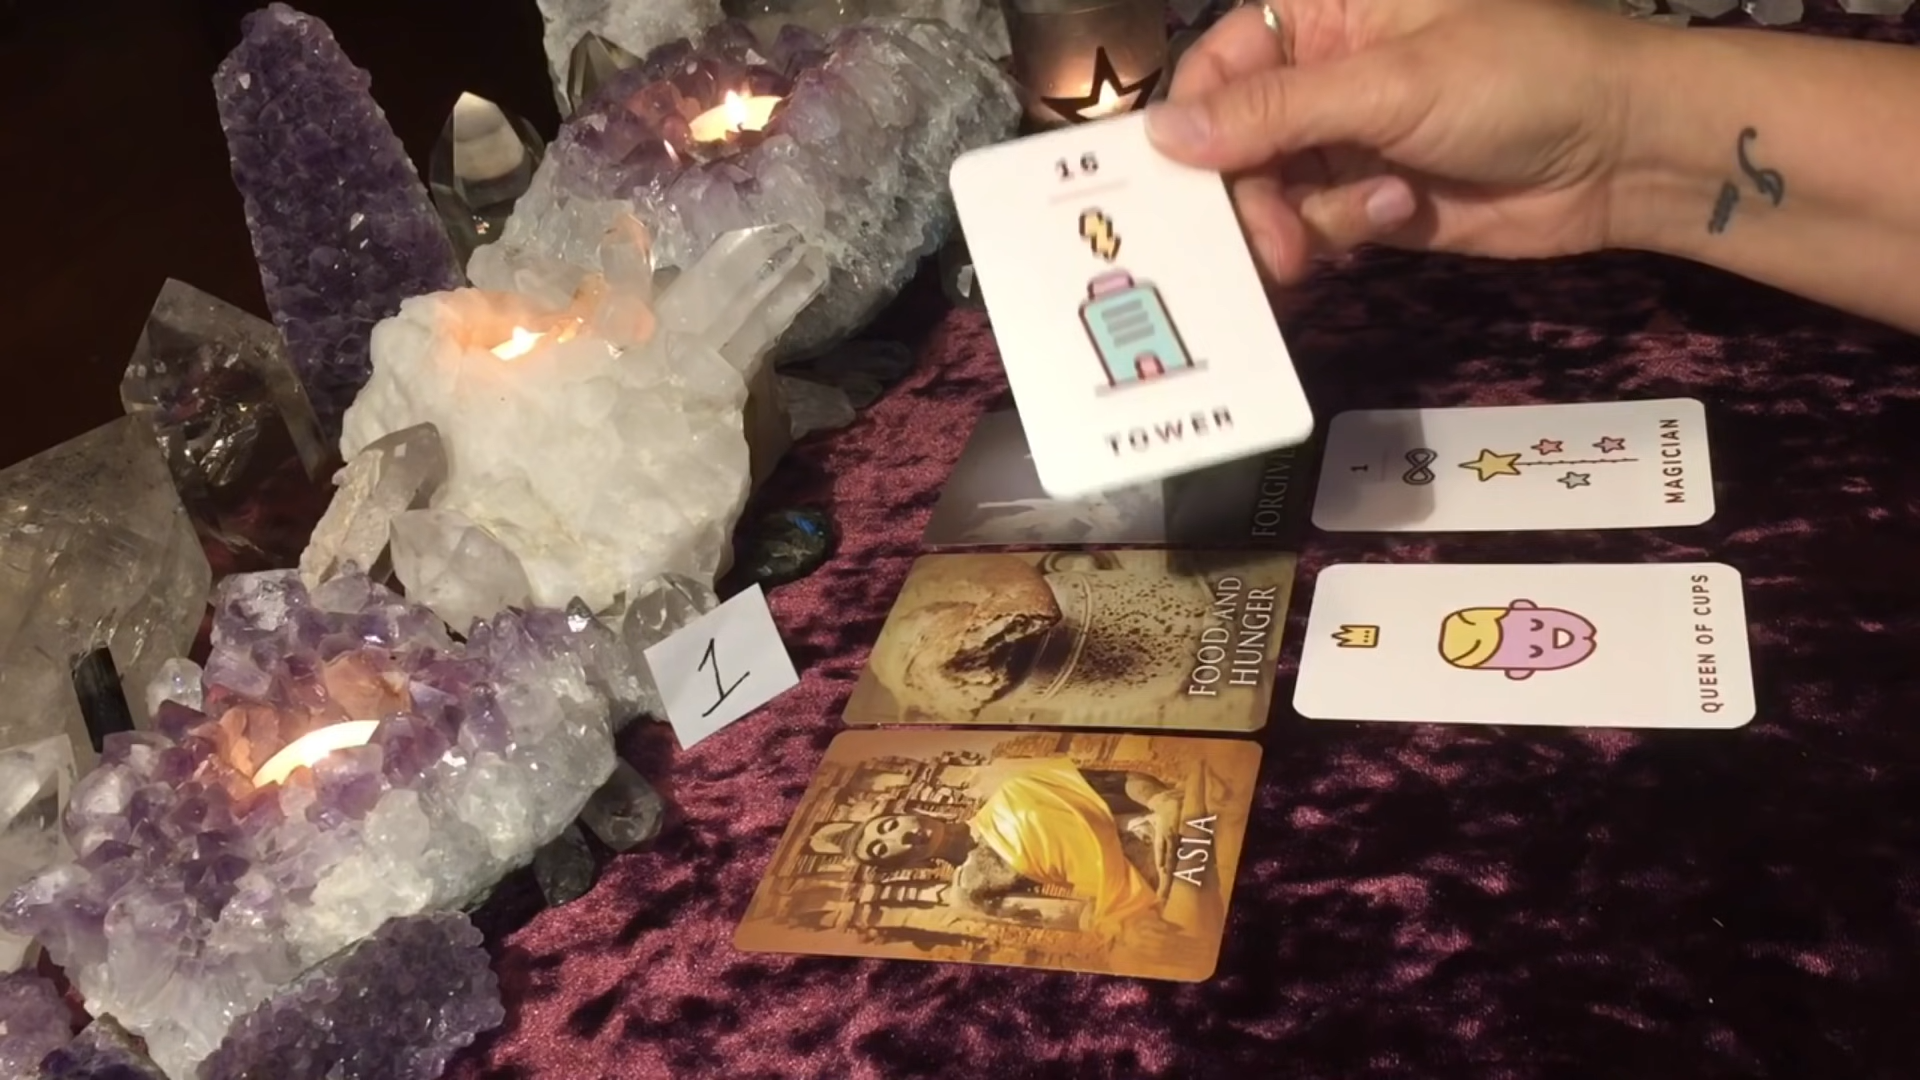 16
TOWER
1
MAGICIAN
FOOD AND
HUNGER
QUEEN OF CUPS
1
ASIA